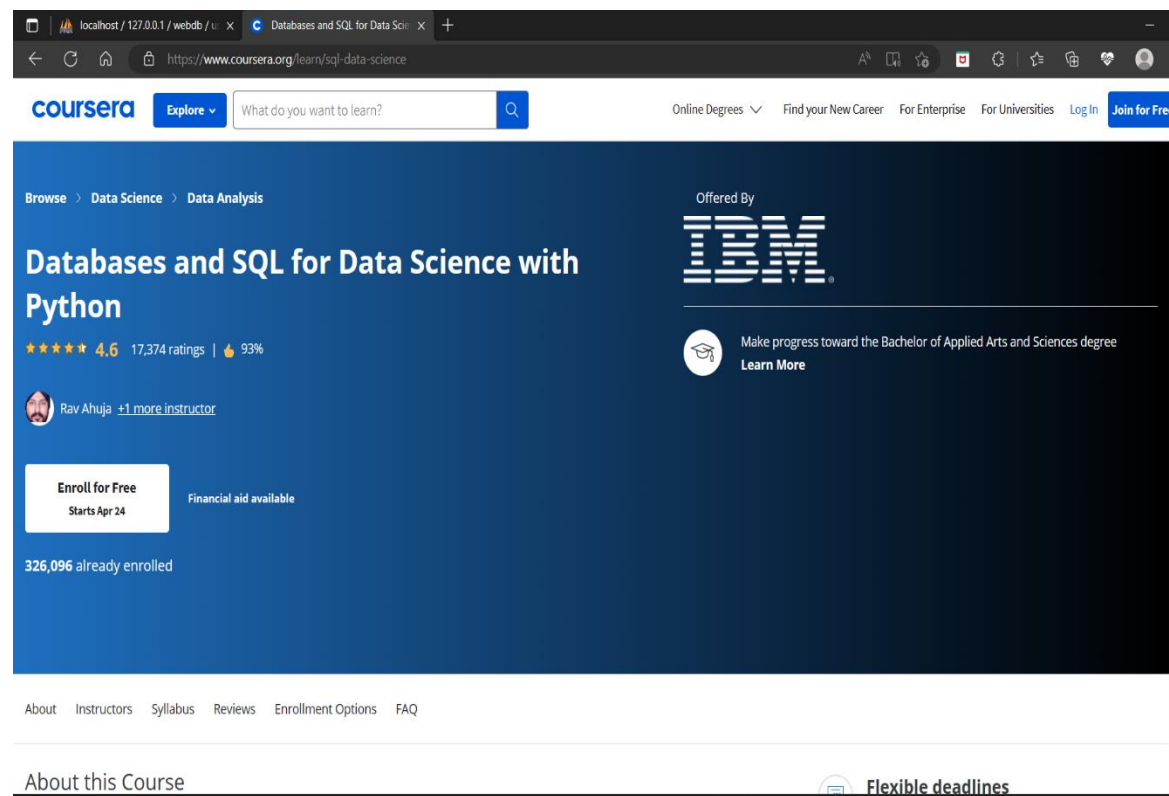 localhost / 127.0.0.1 / webdb / u
Databases and SQL for Data Scie
https://www.coursera.org/learn/sql-data-science
coursera
Explore
What do you want to learn?
Online Degrees
Find your New Career
For Enterprise
For Universities
Log In
Join for Free
Browse > Data Science > Data Analysis
Databases and SQL for Data Science with
Python
4.6 17,374 ratings | 93%
Rav Ahuja +1 more instructor
Enroll for Free
Starts Apr 24
Financial aid available
326,096 already enrolled
Offered By
IBM
Make progress toward the Bachelor of Applied Arts and Sciences degree
Learn More
About Instructors Syllabus Reviews Enrollment Options FAQ
About this Course
Flexible deadlines